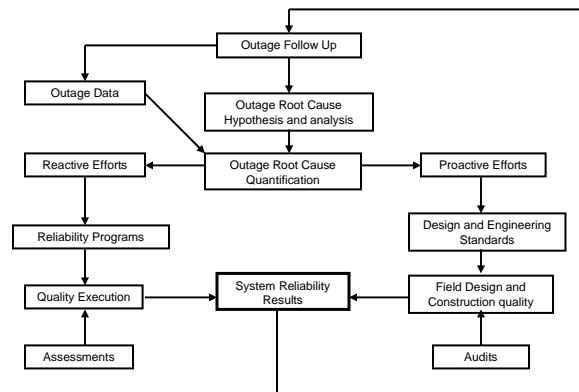 Outage Follow Up
Outage Data
Outage Root Cause
Hypothesis and analysis
Reactive Efforts
Outage Root Cause
Quantification
Proactive Efforts
Reliability Programs
Design and Engineering
Standards
Quality Execution
System Reliability
Results
Field Design and
Construction quality
Assessments
Audits